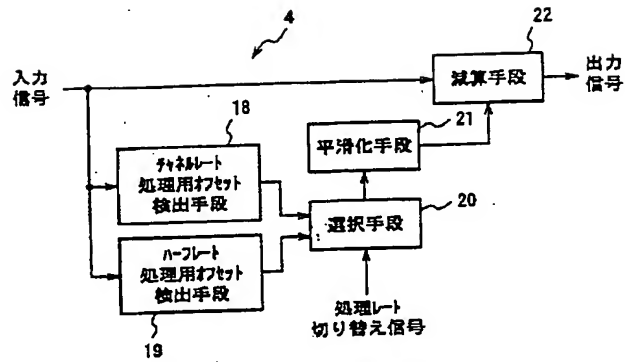 4
22
入力
信号
減算手段
出力
信号
18
21
チャネルレート
処理用オフセット
検出手段
平滑化手段
20
選択手段
ハーフレート
処理用オフセット
検出手段
処理レート
切り替え信号
19